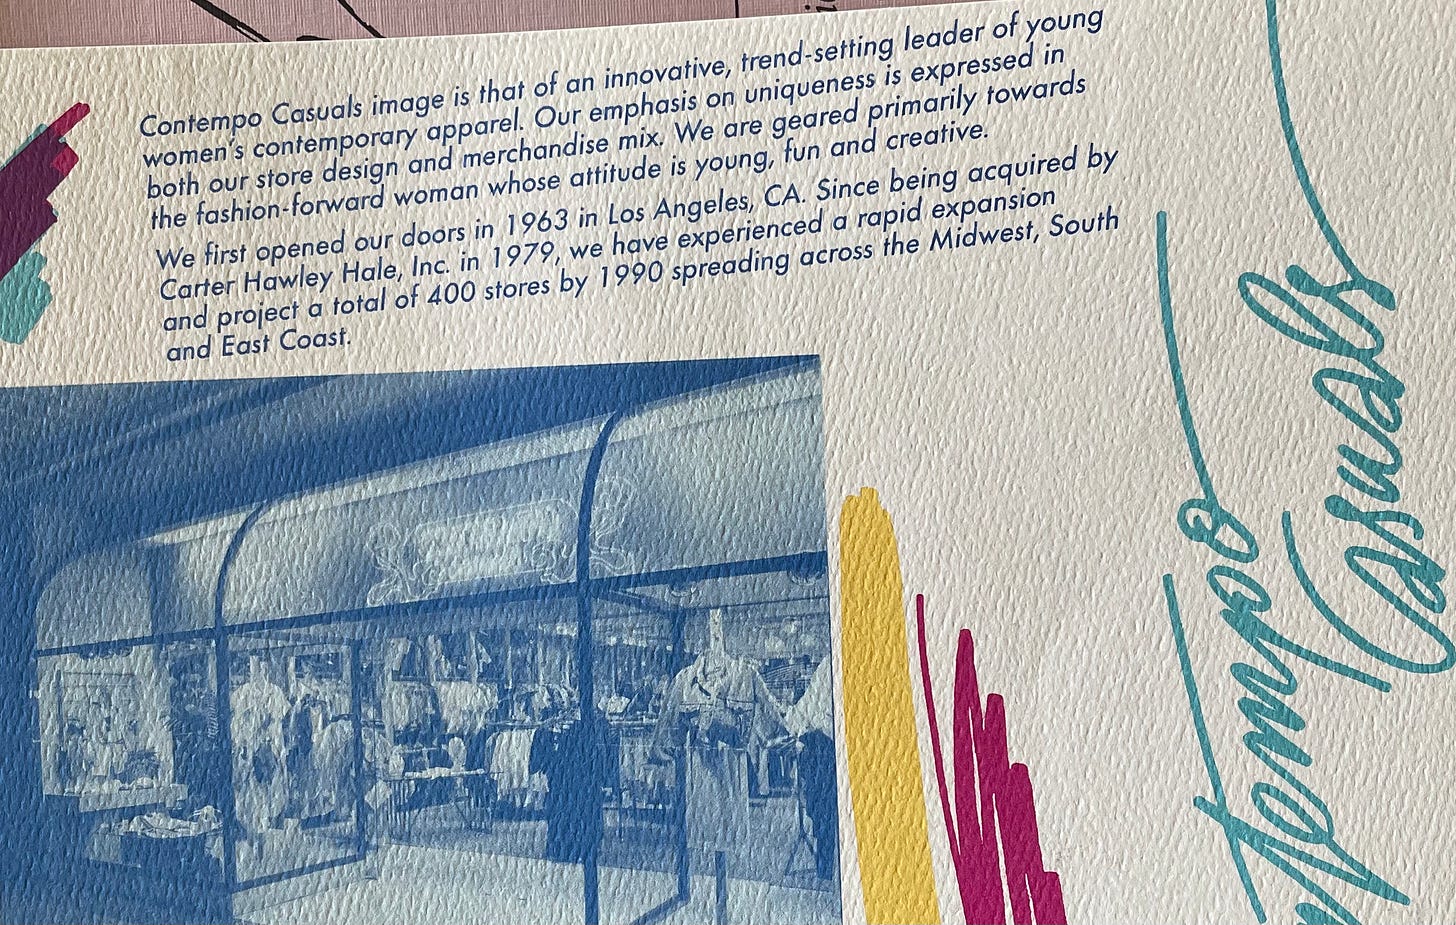 Contempo Casuals image is that of an innovative, trend-setting leader of young
women's contemporary apparel. Our emphasis on uniqueness is expressed in
both our store design and merchandise mix. We are geared primarily towards
the fashion-forward woman whose attitude is young, fun and creative.
We first opened our doors in 1963 in Los Angeles, CA. Since being acquired by
Carter Hawley Hale, Inc. in 1979, we have experienced a rapid expansion
and project a total of 400 stores by 1990 spreading across the Midwest, South
and East Coast.
ntempo
Casuals